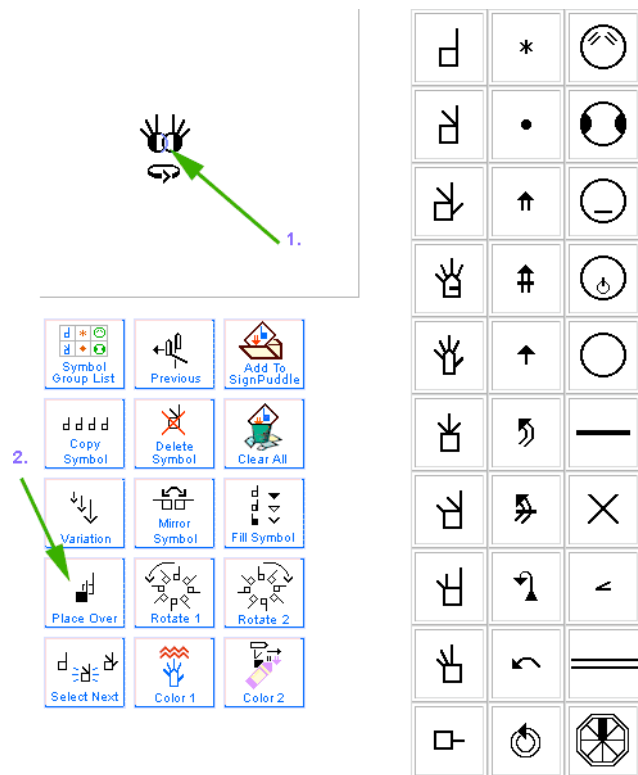 1.
Symbol
Group List
Previous
Add To
SignPuddle
Copy
Symbol
Delete
Symbol
Clear All
2.
Variation
Mirror
Symbol
Fill Symbol
Place Over
Rotate 1
Rotate 2
Select Next
Color 1
Color 2